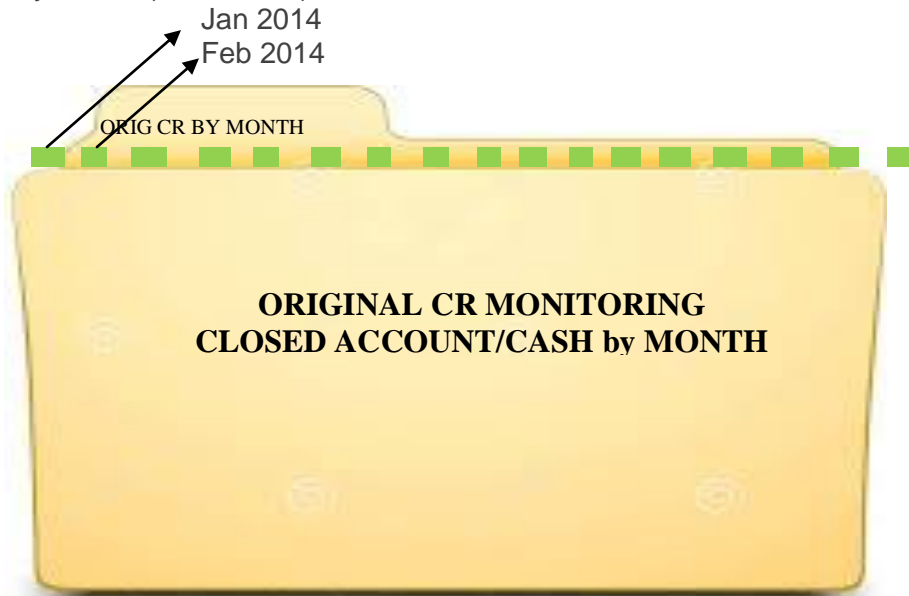 Jan 2014
Feb 2014
ORIG CR BY MONTH
ORIGINAL CR MONITORING
CLOSED ACCOUNT/CASH by MONTH